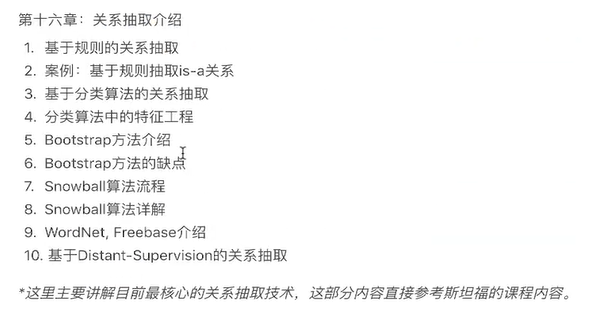 第十六章：关系抽取介绍
1. 基于规则的关系抽取
2. 案例：基于规则抽取is-a关系
3. 基于分类算法的关系抽取
4. 分类算法中的特征工程
5. Bootstrap方法介绍
6. Bootstrap方法的缺点
7. Snowball算法流程
8. Snowball算法详解
9. WordNet, Freebase介绍
10. 基于Distant-Supervision的关系抽取
*这里主要讲解目前最核心的关系抽取技术，这部分内容直接参考斯坦福的课程内容。